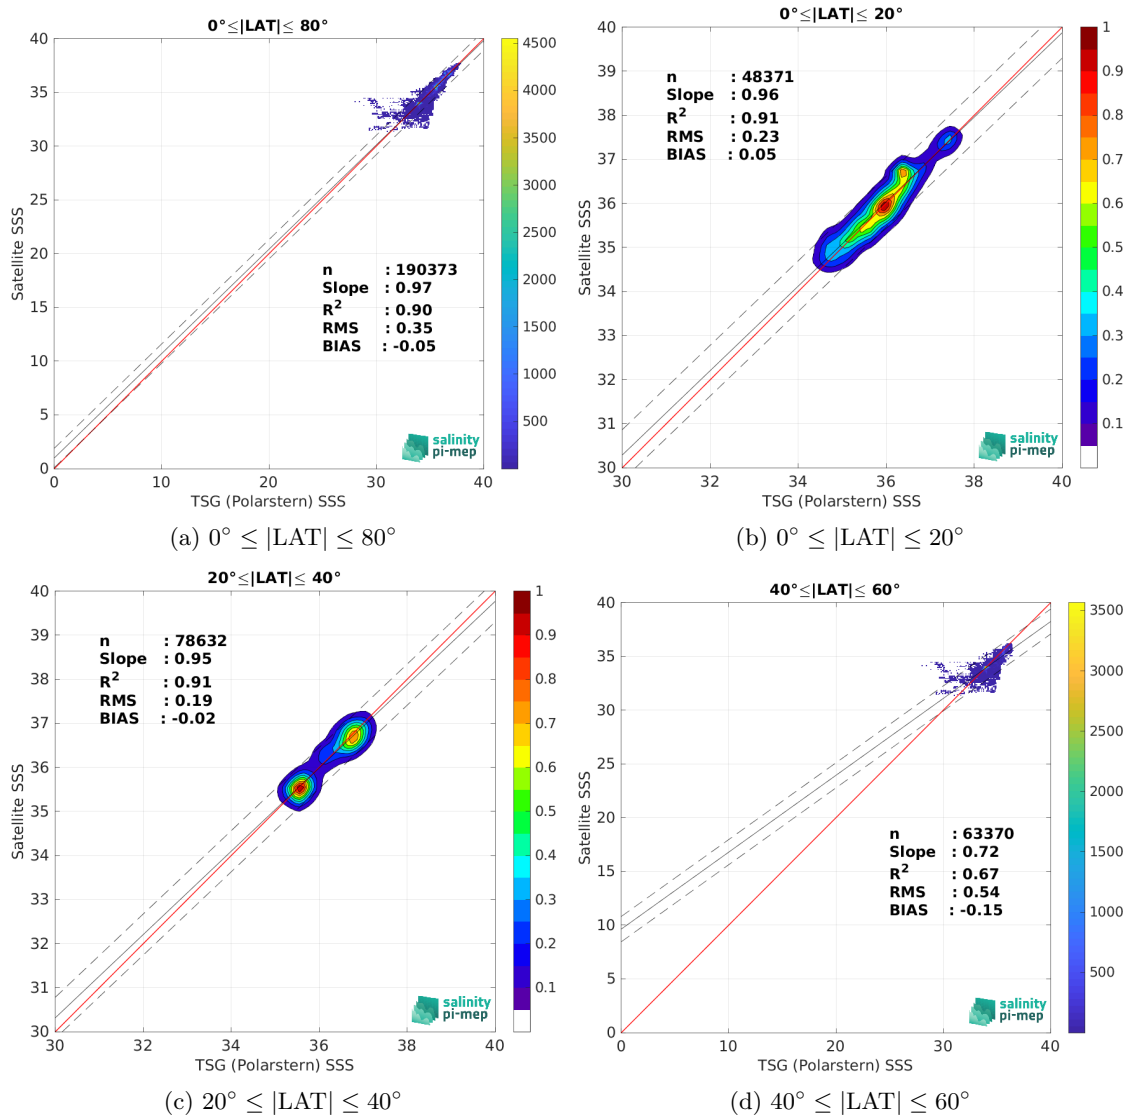 0°≤|LAT|≤ 80°
40
35
30
25
20
15
10
5
0
0
10
20
30
40
Satellite SSS
TSG (Polarstern) SSS
n : 190373
Slope : 0.97
R² : 0.90
RMS : 0.35
BIAS : -0.05
salinity
pi-mep
4500
4000
3500
3000
2500
2000
1500
1000
500
(a) 0° ≤ |LAT| ≤ 80°
0°≤|LAT|≤ 20°
40
39
38
37
36
35
34
33
32
31
30
30
32
34
36
38
40
Satellite SSS
TSG (Polarstern) SSS
n : 48371
Slope : 0.96
R² : 0.91
RMS : 0.23
BIAS : 0.05
salinity
pi-mep
1
0.9
0.8
0.7
0.6
0.5
0.4
0.3
0.2
0.1
(b) 0° ≤ |LAT| ≤ 20°
20°≤|LAT|≤ 40°
40
39
38
37
36
35
34
33
32
31
30
30
32
34
36
38
40
Satellite SSS
TSG (Polarstern) SSS
n : 78632
Slope : 0.95
R² : 0.91
RMS : 0.19
BIAS : -0.02
salinity
pi-mep
1
0.9
0.8
0.7
0.6
0.5
0.4
0.3
0.2
0.1
(c) 20° ≤ |LAT| ≤ 40°
40°≤|LAT|≤ 60°
40
35
30
25
20
15
10
5
0
0
10
20
30
40
Satellite SSS
TSG (Polarstern) SSS
n : 63370
Slope : 0.72
R² : 0.67
RMS : 0.54
BIAS : -0.15
salinity
pi-mep
3500
3000
2500
2000
1500
1000
500
(d) 40° ≤ |LAT| ≤ 60°